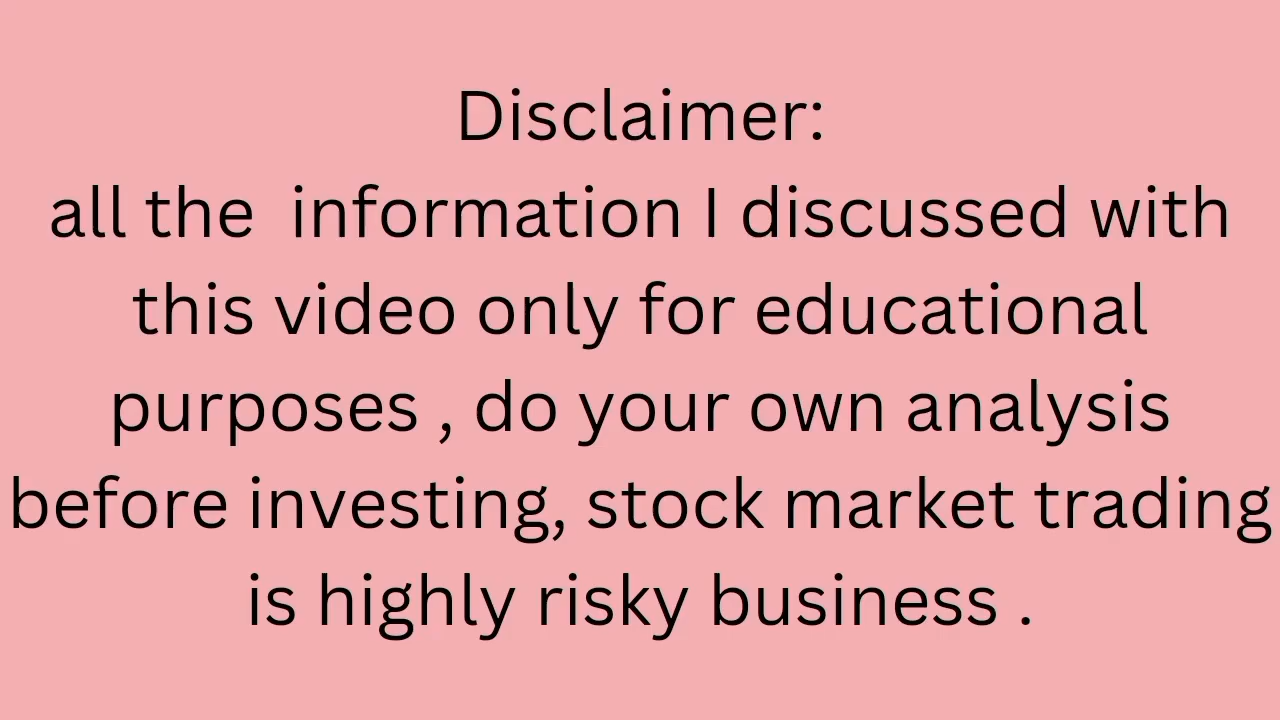 Disclaimer:
all the  information I discussed with
this video only for educational
purposes , do your own analysis
before investing, stock market trading
is highly risky business .